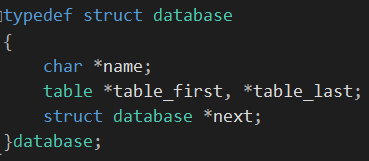 typedef struct database
{
    char *name;
    table *table_first, *table_last;
    struct database *next;
}database;